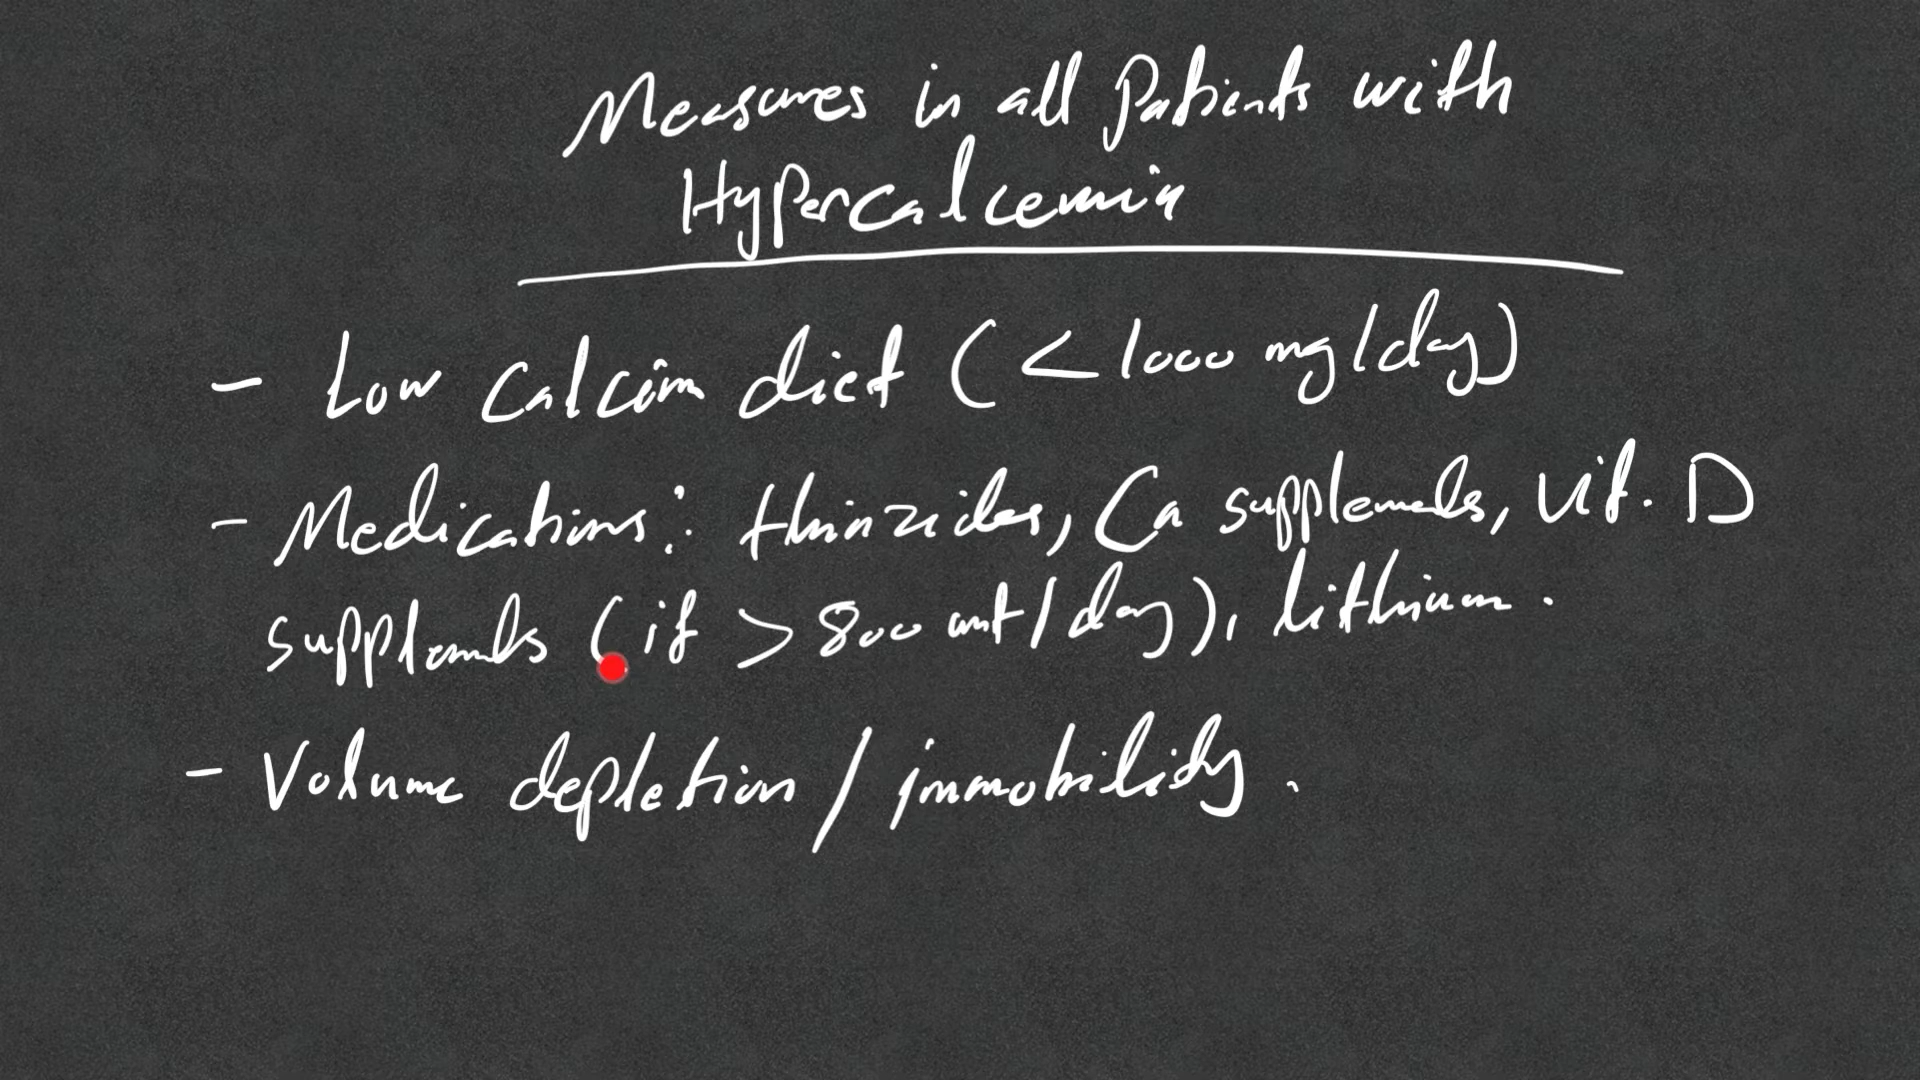 Measures in all Patients with
Hypercalcemia
- Low calcium diet (<1000 mg/day)
- Medications: thiazides, Ca supplements, vit. D
supplements (if >800 unt/day), lithium.
- Volume depletion / immobility.